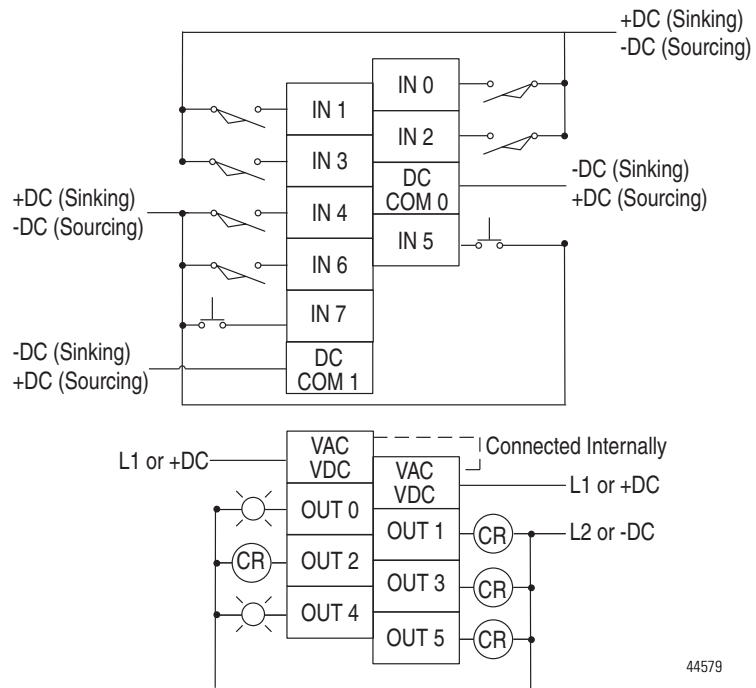 +DC (Sinking)
-DC (Sourcing)
IN 0
IN 1
IN 2
IN 3
-DC (Sinking)
+DC (Sourcing)
DC
COM 0
+DC (Sinking)
-DC (Sourcing)
IN 4
IN 5
IN 6
IN 7
-DC (Sinking)
+DC (Sourcing)
DC
COM 1
VAC
VDC
Connected Internally
L1 or +DC
VAC
VDC
L1 or +DC
OUT 0
OUT 1
CR
L2 or -DC
CR
OUT 2
OUT 3
CR
OUT 4
OUT 5
CR
44579